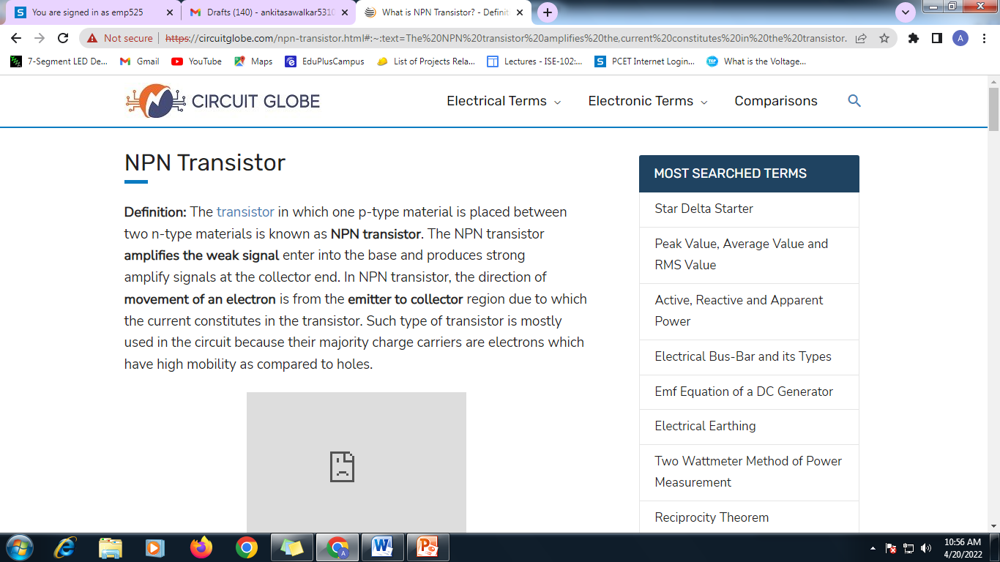 You are signed in as emp525
Drafts (140) - ankitasawalkar531
What is NPN Transistor? - Definit
Not secure https://circuitglobe.com/npn-transistor.html#:~:text=The%20NPN%20transistor%20amplifies%20the,current%20constitutes%20in%20the%20transistor.
A
7-Segment LED De...
Gmail
YouTube
Maps
EduPlusCampus
List of Projects Rela...
Lectures - ISE-102:...
PCET Internet Login...
What is the Voltage...
CIRCUIT GLOBE
Electrical Terms
Electronic Terms
Comparisons
NPN Transistor
Definition: The transistor in which one p-type material is placed between
two n-type materials is known as NPN transistor. The NPN transistor
amplifies the weak signal enter into the base and produces strong
amplify signals at the collector end. In NPN transistor, the direction of
movement of an electron is from the emitter to collector region due to which
the current constitutes in the transistor. Such type of transistor is mostly
used in the circuit because their majority charge carriers are electrons which
have high mobility as compared to holes.
MOST SEARCHED TERMS
Star Delta Starter
Peak Value, Average Value and
RMS Value
Active, Reactive and Apparent
Power
Electrical Bus-Bar and its Types
Emf Equation of a DC Generator
Electrical Earthing
Two Wattmeter Method of Power
Measurement
Reciprocity Theorem
10:56 AM
4/20/2022